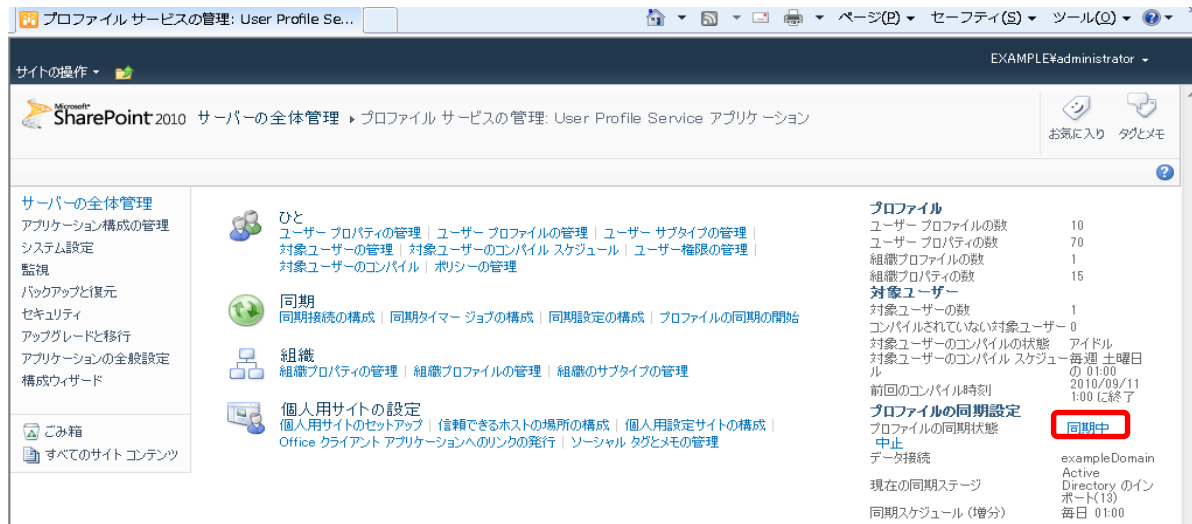 プロファイル サービスの管理: User Profile Se...
ページ(P) セーフティ(S) ツール(O)
EXAMPLE¥administrator
サイトの操作
Microsoft
SharePoint 2010 サーバーの全体管理 プロファイル サービスの管理: User Profile Service アプリケーション
お気に入り タグとメモ
サーバーの全体管理
アプリケーション構成の管理
システム設定
監視
バックアップと復元
セキュリティ
アップグレードと移行
アプリケーションの全般設定
構成ウィザード
ごみ箱
すべてのサイト コンテンツ
ひと
ユーザー プロパティの管理 | ユーザー プロファイルの管理 | ユーザー サブタイプの管理 |
対象ユーザーの管理 | 対象ユーザーのコンパイル スケジュール | ユーザー権限の管理 |
対象ユーザーのコンパイル | ポリシーの管理
同期
同期接続の構成 | 同期タイマー ジョブの構成 | 同期設定の構成 | プロファイルの同期の開始
組織
組織プロパティの管理 | 組織プロファイルの管理 | 組織のサブタイプの管理
個人用サイトの設定
個人用サイトのセットアップ | 信頼できるホストの場所の構成 | 個人用設定サイトの構成 |
Office クライアント アプリケーションへのリンクの発行 | ソーシャル タグとメモの管理
プロファイル
ユーザー プロファイルの数 10
ユーザー プロパティの数 70
組織プロファイルの数 1
組織プロパティの数 15
対象ユーザー
対象ユーザーの数 1
コンパイルされていない対象ユーザー 0
対象ユーザーのコンパイルの状態 アイドル
対象ユーザーのコンパイル スケジュー 毎週 土曜日
ル の 01:00
前回のコンパイル時刻 2010/09/11
1:00 に終了
プロファイルの同期設定
プロファイルの同期状態 同期中
中止
データ接続 exampleDomain
現在の同期ステージ Active
Directory のイン
ポート(13)
同期スケジュール (増分) 毎日 01:00